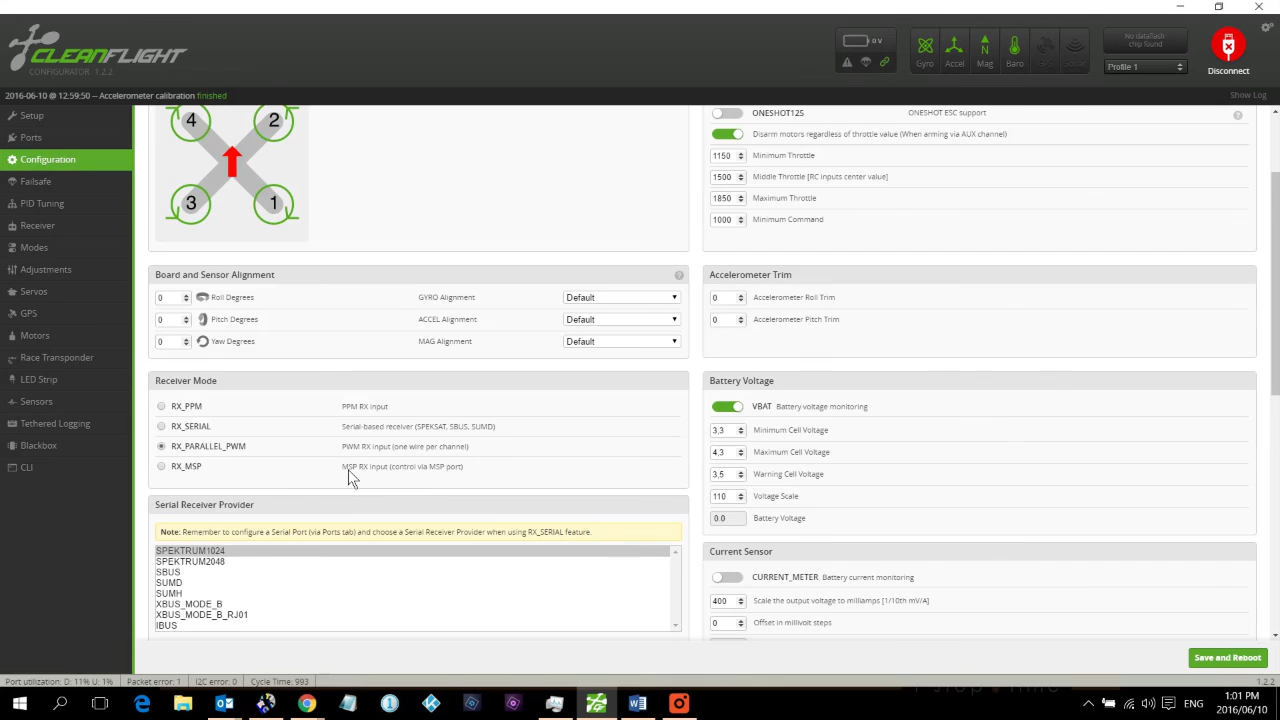 CLEANFLIGHT
CONFIGURATOR 1.2.2
0 V
Gyro
Accel
Mag
Baro
No dataflash
chip found
Profile 1
Disconnect
2016-06-10 @ 12:59:50 -- Accelerometer calibration finished
Show Log
Setup
Ports
Configuration
Failsafe
PID Tuning
Receiver
Modes
Adjustments
Servos
GPS
Motors
Race Transponder
LED Strip
Sensors
Tethered Logging
Blackbox
CLI
4
2
3
1
ONESHOT125 ONESHOT ESC support
Disarm motors regardless of throttle value (When arming via AUX channel)
1150 Minimum Throttle
1500 Middle Throttle [RC inputs center value]
1850 Maximum Throttle
1000 Minimum Command
Board and Sensor Alignment
0 Roll Degrees GYRO Alignment Default
0 Pitch Degrees ACCEL Alignment Default
0 Yaw Degrees MAG Alignment Default
Accelerometer Trim
0 Accelerometer Roll Trim
0 Accelerometer Pitch Trim
Receiver Mode
RX_PPM PPM RX input
RX_SERIAL Serial-based receiver (SPEKSAT, SBUS, SUMD)
RX_PARALLEL_PWM PWM RX input (one wire per channel)
RX_MSP MSP RX input (control via MSP port)
Battery Voltage
VBAT Battery voltage monitoring
3,3 Minimum Cell Voltage
4,3 Maximum Cell Voltage
3,5 Warning Cell Voltage
110 Voltage Scale
0.0 Battery Voltage
Serial Receiver Provider
Note: Remember to configure a Serial Port (via Ports tab) and choose a Serial Receiver Provider when using RX_SERIAL feature.
SPEKTRUM1024
SPEKTRUM2048
SBUS
SUMD
SUMH
XBUS_MODE_B
XBUS_MODE_B_RJ01
IBUS
Current Sensor
CURRENT_METER Battery current monitoring
400 Scale the output voltage to milliamps [1/10th mV/A]
0 Offset in millivolt steps
Save and Reboot
Port utilization: D: 11% U: 1%
Packet error: 1
I2C error: 0
Cycle Time: 993
1.2.2
ENG
1:01 PM
2016/06/10